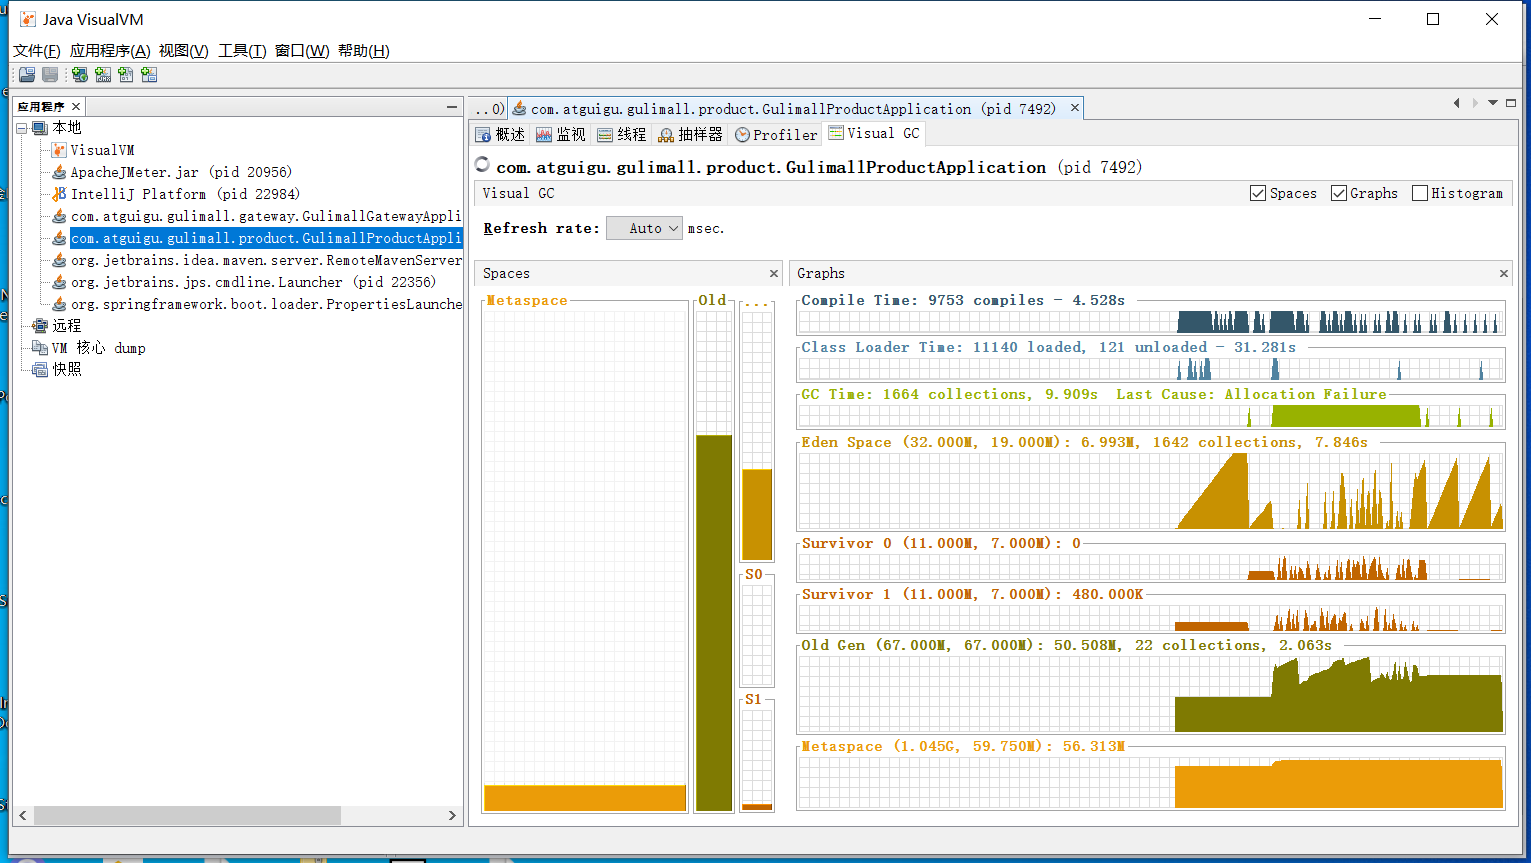 Java VisualVM
文件(F) 应用程序(A) 视图(V) 工具(T) 窗口(W) 帮助(H)
应用程序
本地
VisualVM
ApacheJMeter.jar (pid 20956)
IntelliJ Platform (pid 22984)
com.atguigu.gulimall.gateway.GulimallGatewayAppli
com.atguigu.gulimall.product.GulimallProductAppli
org.jetbrains.idea.maven.server.RemoteMavenServer
org.jetbrains.jps.cmdline.Launcher (pid 22356)
org.springframework.boot.loader.PropertiesLaunche
远程
VM 核心 dump
快照
...0) com.atguigu.gulimall.product.GulimallProductApplication (pid 7492)
概述 监视 线程 抽样器 Profiler Visual GC
com.atguigu.gulimall.product.GulimallProductApplication (pid 7492)
Visual GC Spaces Graphs Histogram
Refresh rate: Auto msec.
Spaces
Metaspace Old ...
S0
S1
Graphs
Compile Time: 9753 compiles - 4.528s
Class Loader Time: 11140 loaded, 121 unloaded - 31.281s
GC Time: 1664 collections, 9.909s Last Cause: Allocation Failure
Eden Space (32.000M, 19.000M): 6.993M, 1642 collections, 7.846s
Survivor 0 (11.000M, 7.000M): 0
Survivor 1 (11.000M, 7.000M): 480.000K
Old Gen (67.000M, 67.000M): 50.508M, 22 collections, 2.063s
Metaspace (1.045G, 59.750M): 56.313M